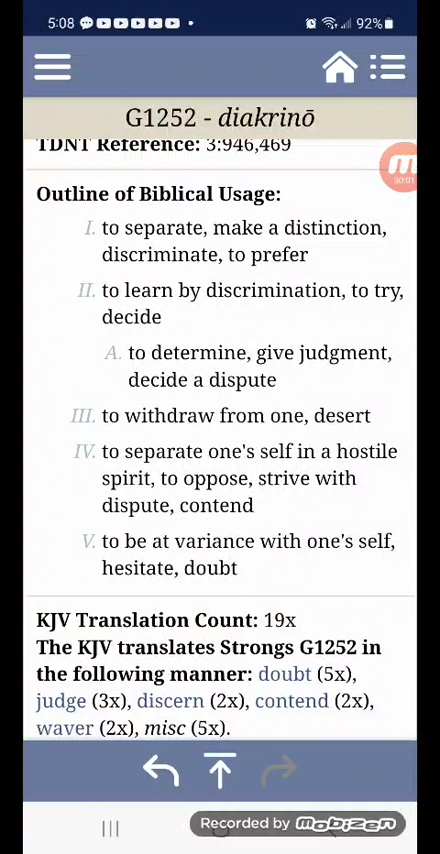 5:08 92%
G1252 - diakrinō
TDNT Reference: 3:946,469
30:01
Outline of Biblical Usage:
I. to separate, make a distinction,
discriminate, to prefer
II. to learn by discrimination, to try,
decide
A. to determine, give judgment,
decide a dispute
III. to withdraw from one, desert
IV. to separate one's self in a hostile
spirit, to oppose, strive with
dispute, contend
V. to be at variance with one's self,
hesitate, doubt
KJV Translation Count: 19x
The KJV translates Strongs G1252 in
the following manner: doubt (5x),
judge (3x), discern (2x), contend (2x),
waver (2x), misc (5x).
Recorded by mobizen